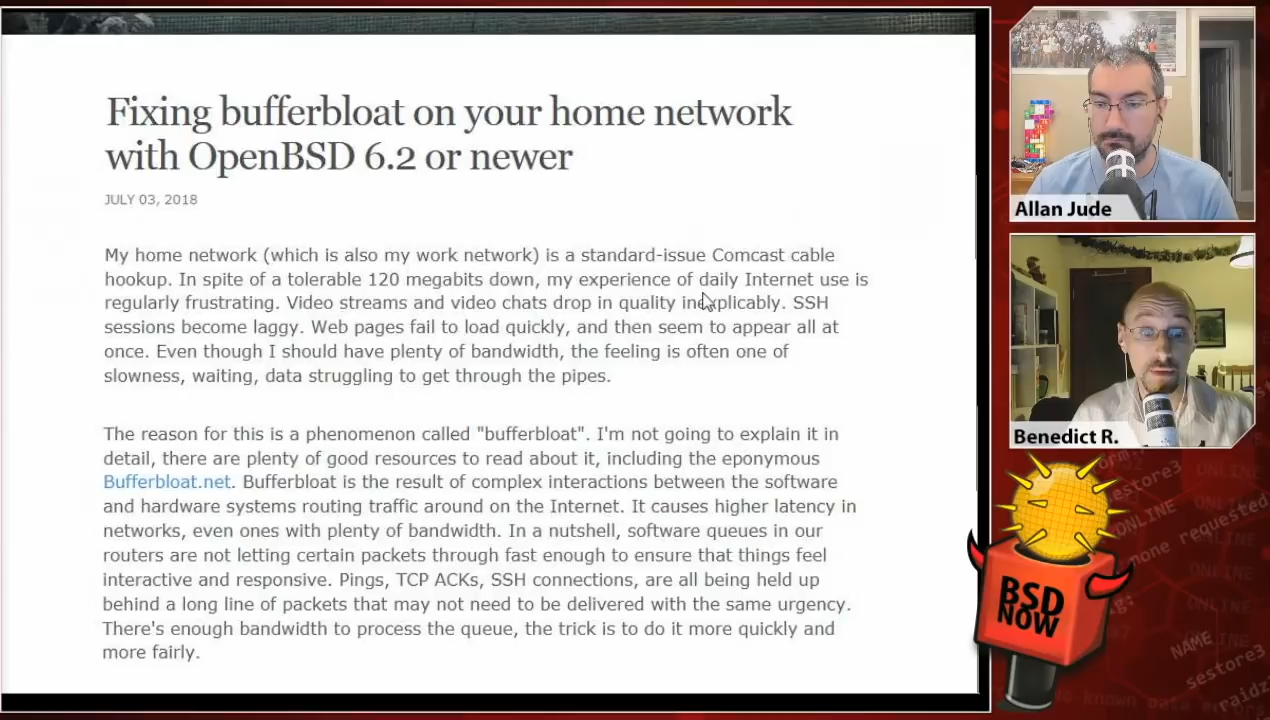 Fixing bufferbloat on your home network
with OpenBSD 6.2 or newer
JULY 03, 2018
My home network (which is also my work network) is a standard-issue Comcast cable
hookup. In spite of a tolerable 120 megabits down, my experience of daily Internet use is
regularly frustrating. Video streams and video chats drop in quality inexplicably. SSH
sessions become laggy. Web pages fail to load quickly, and then seem to appear all at
once. Even though I should have plenty of bandwidth, the feeling is often one of
slowness, waiting, data struggling to get through the pipes.
The reason for this is a phenomenon called "bufferbloat". I'm not going to explain it in
detail, there are plenty of good resources to read about it, including the eponymous
Bufferbloat.net. Bufferbloat is the result of complex interactions between the software
and hardware systems routing traffic around on the Internet. It causes higher latency in
networks, even ones with plenty of bandwidth. In a nutshell, software queues in our
routers are not letting certain packets through fast enough to ensure that things feel
interactive and responsive. Pings, TCP ACKs, SSH connections, are all being held up
behind a long line of packets that may not need to be delivered with the same urgency.
There's enough bandwidth to process the queue, the trick is to do it more quickly and
more fairly.
Allan Jude
Benedict R.
BSD
NOW
ONLINE
estore3
ONLINE
none requested
ONLINE
NAME
sestore3
raidz